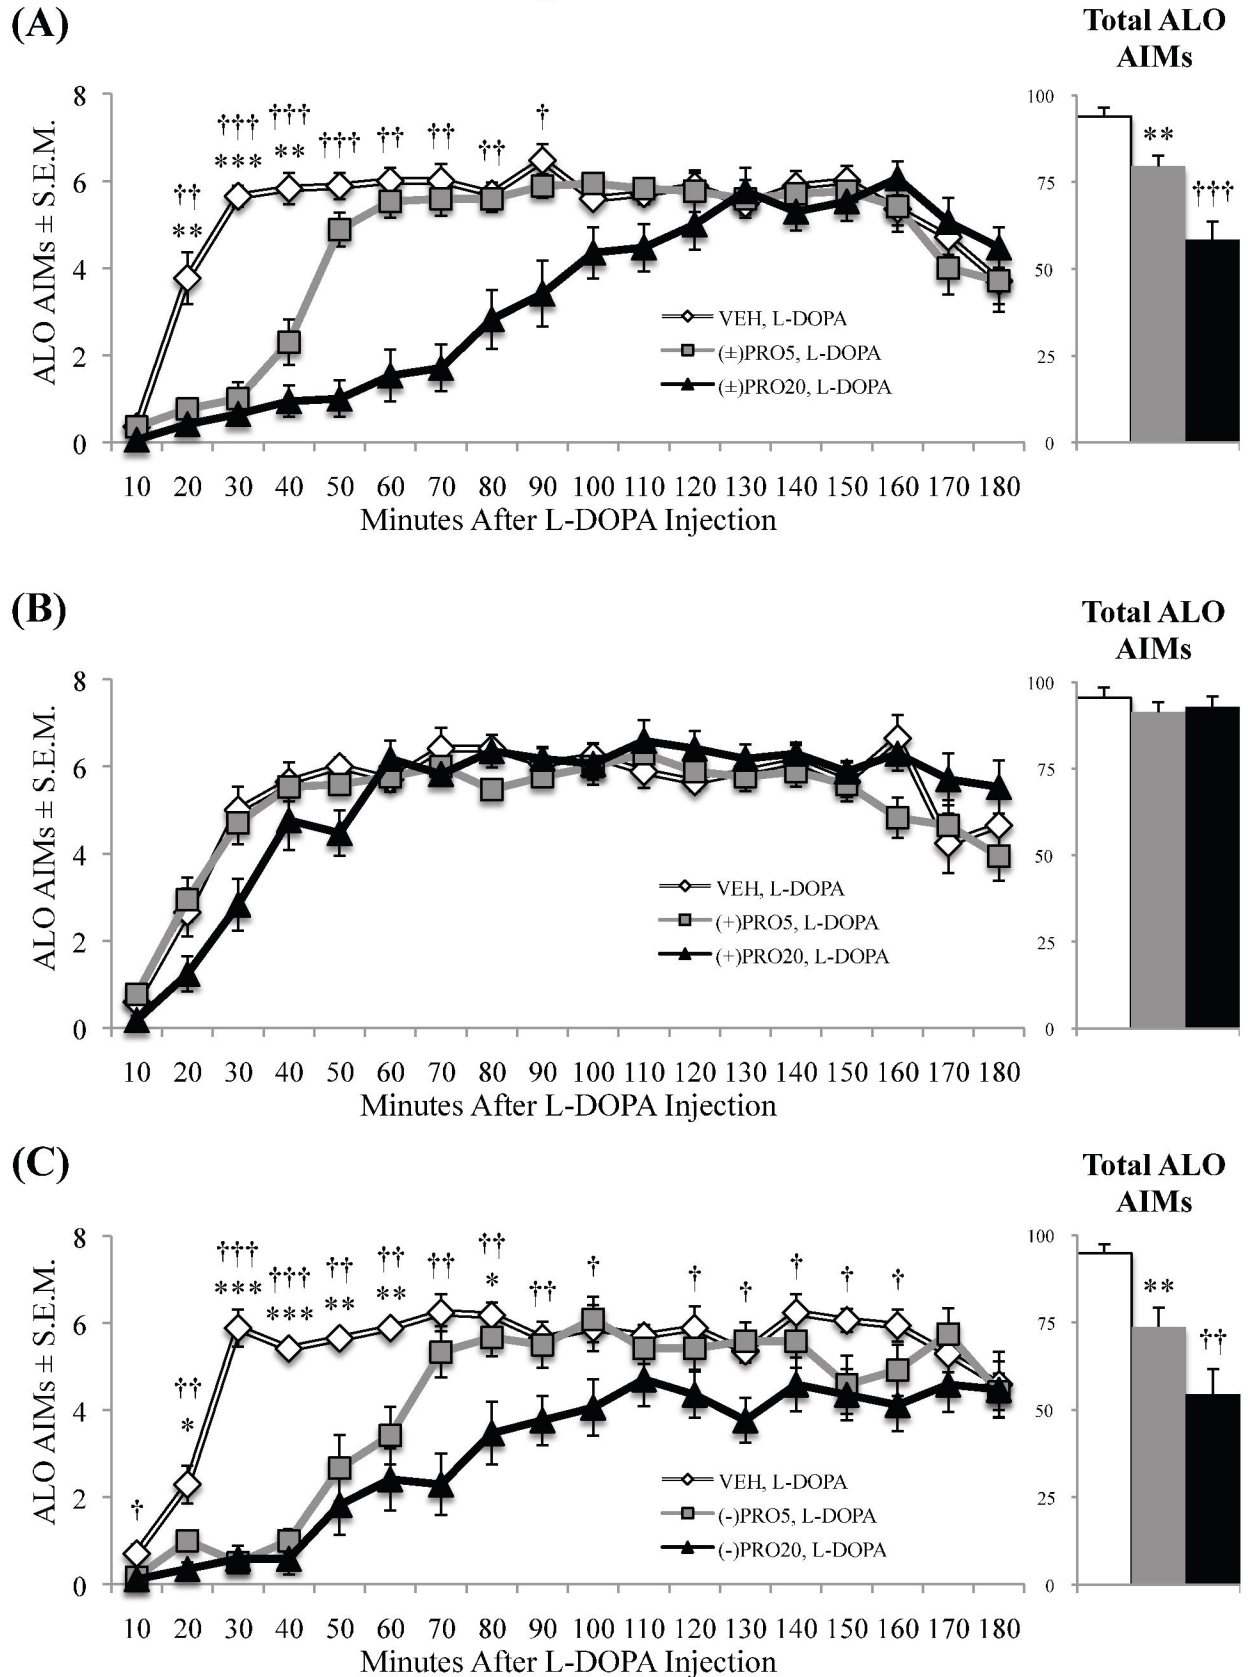 (A)
Total ALO
AIMs
ALO AIMs ± S.E.M.
8
6
4
2
0
††
**
†††
***
†††
**
†††
††
††
††
†
VEH, L-DOPA
(±)PRO5, L-DOPA
(±)PRO20, L-DOPA
10 20 30 40 50 60 70 80 90 100 110 120 130 140 150 160 170 180
Minutes After L-DOPA Injection
100
75
50
25
0
**
†††
(B)
Total ALO
AIMs
ALO AIMs ± S.E.M.
8
6
4
2
0
VEH, L-DOPA
(+)PRO5, L-DOPA
(+)PRO20, L-DOPA
10 20 30 40 50 60 70 80 90 100 110 120 130 140 150 160 170 180
Minutes After L-DOPA Injection
100
75
50
25
0
(C)
Total ALO
AIMs
ALO AIMs ± S.E.M.
8
6
4
2
0
†
††
*
†††
***
†††
***
††
**
††
**
††
††
*
††
†
†
†
†
†
†
VEH, L-DOPA
(-)PRO5, L-DOPA
(-)PRO20, L-DOPA
10 20 30 40 50 60 70 80 90 100 110 120 130 140 150 160 170 180
Minutes After L-DOPA Injection
100
75
50
25
0
**
††